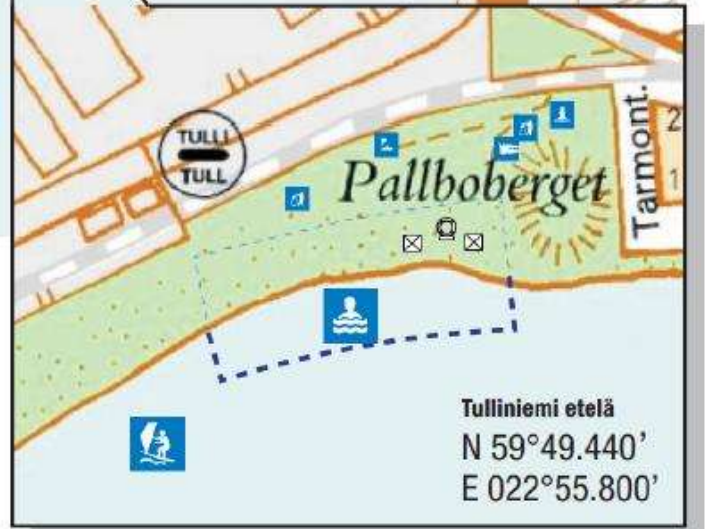 TULLI
TULL
Pallboberget
Tarmont.
2
1
Tulliniemi etelä
N 59°49.440’
E 022°55.800’